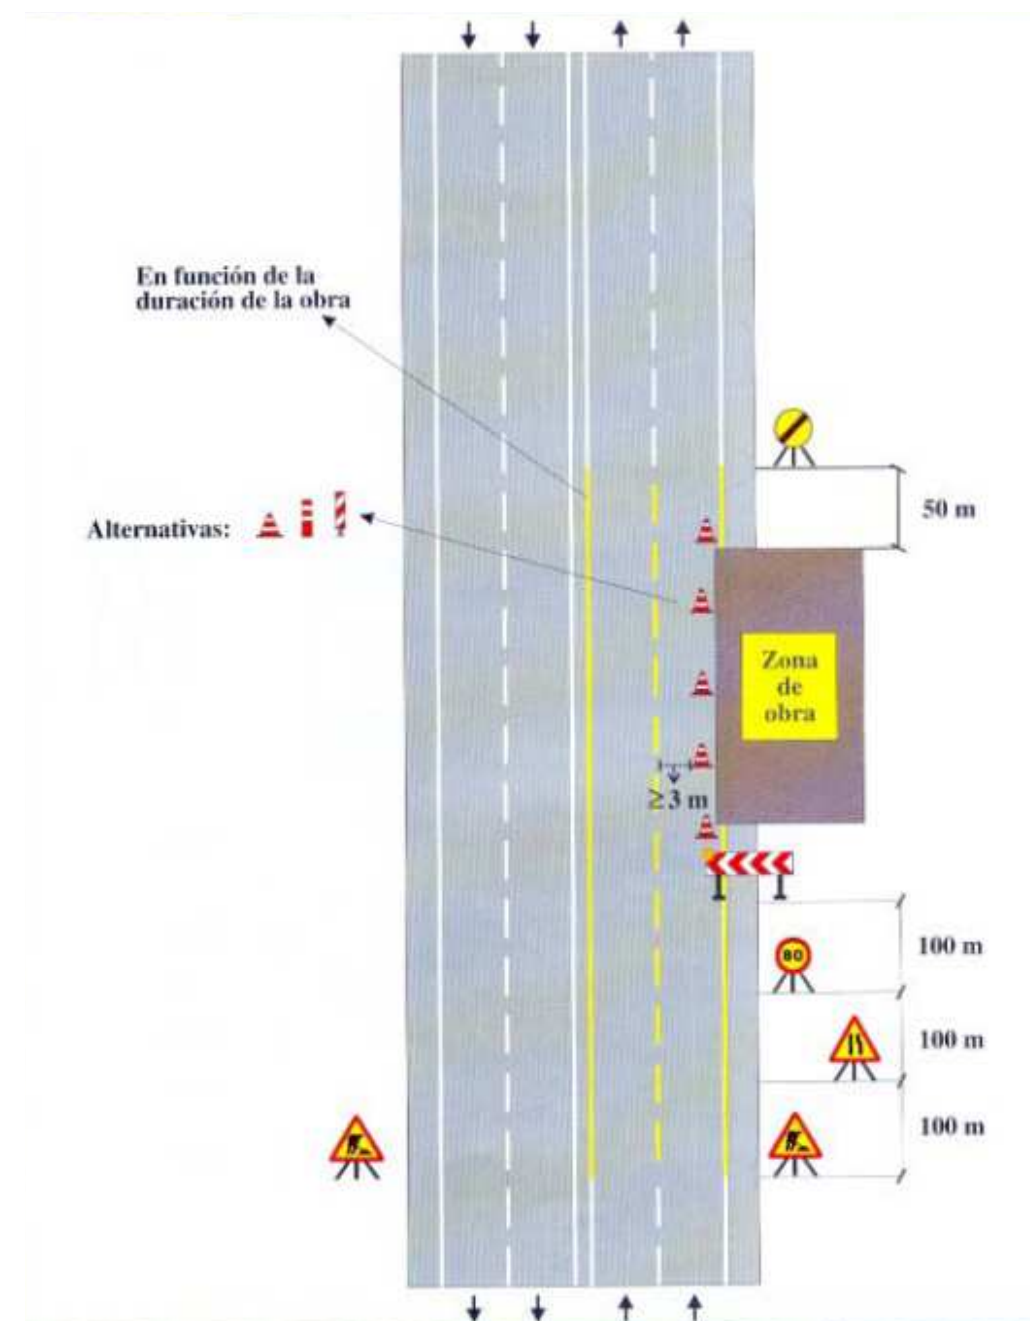 En función de la
duración de la obra
50 m
Alternativas:
Zona
de
obra
≥ 3 m
80
100 m
100 m
100 m